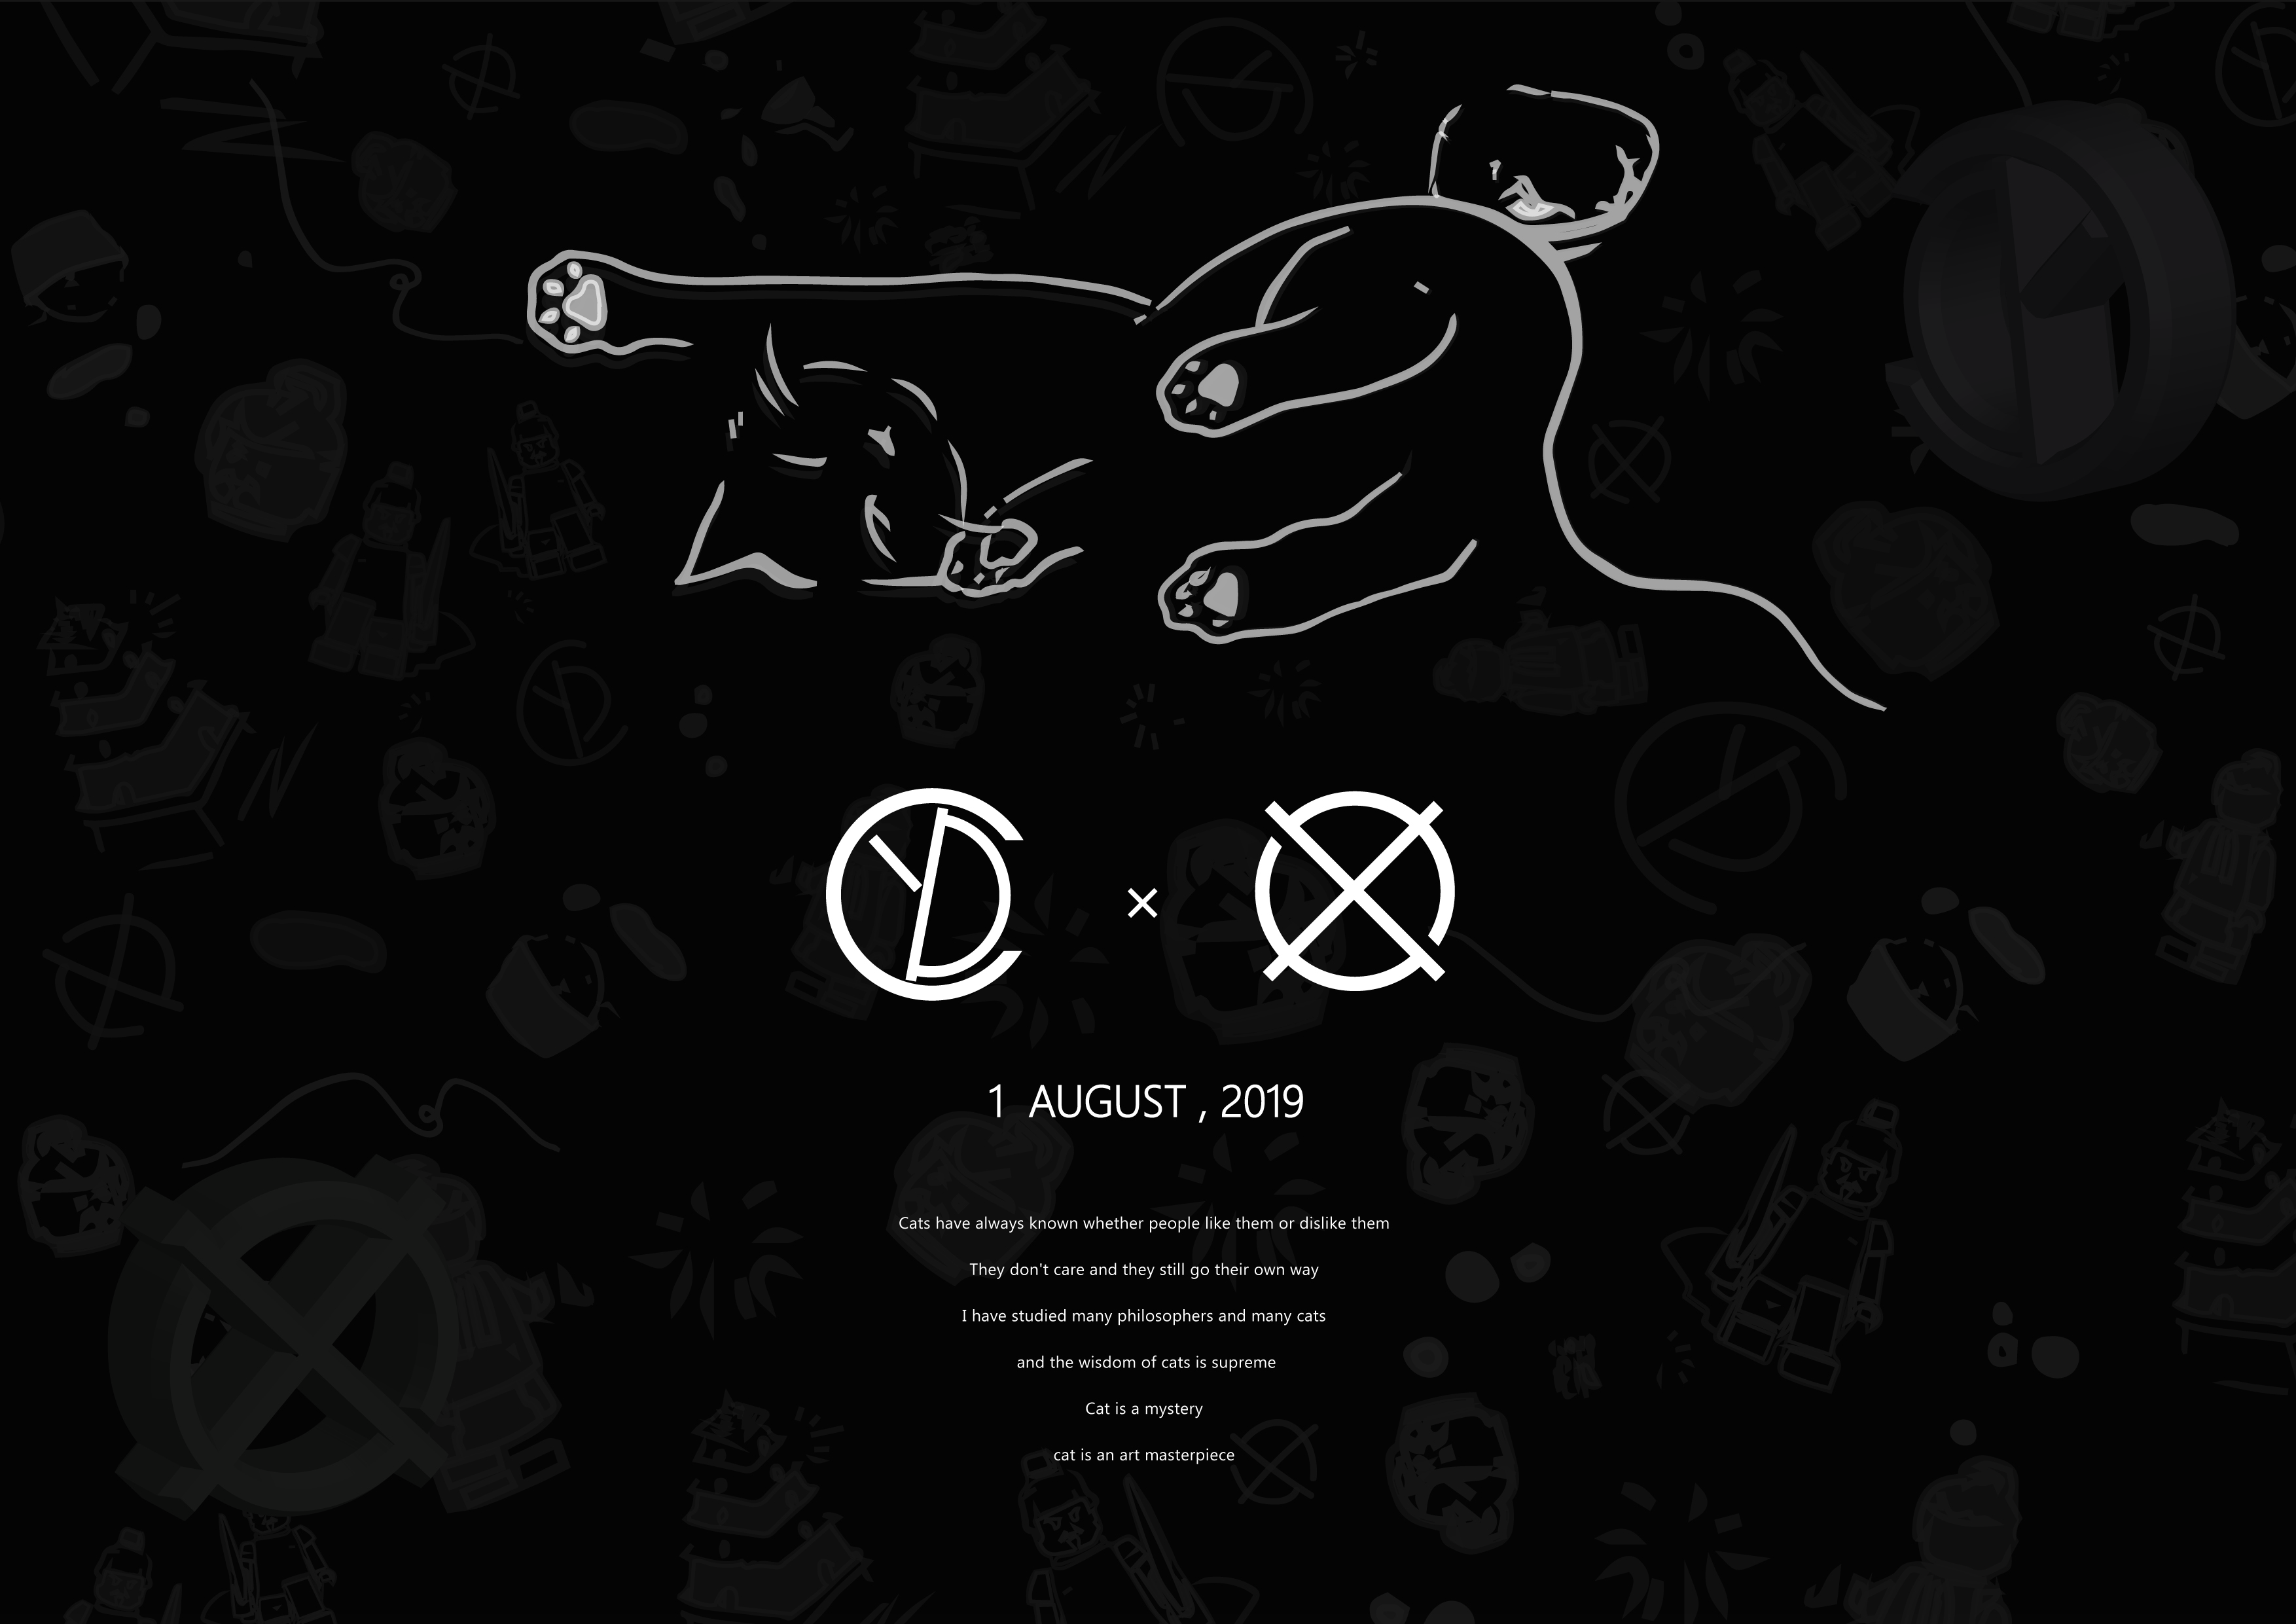 ×
1 AUGUST , 2019
Cats have always known whether people like them or dislike them
They don't care and they still go their own way
I have studied many philosophers and many cats
and the wisdom of cats is supreme
Cat is a mystery
cat is an art masterpiece